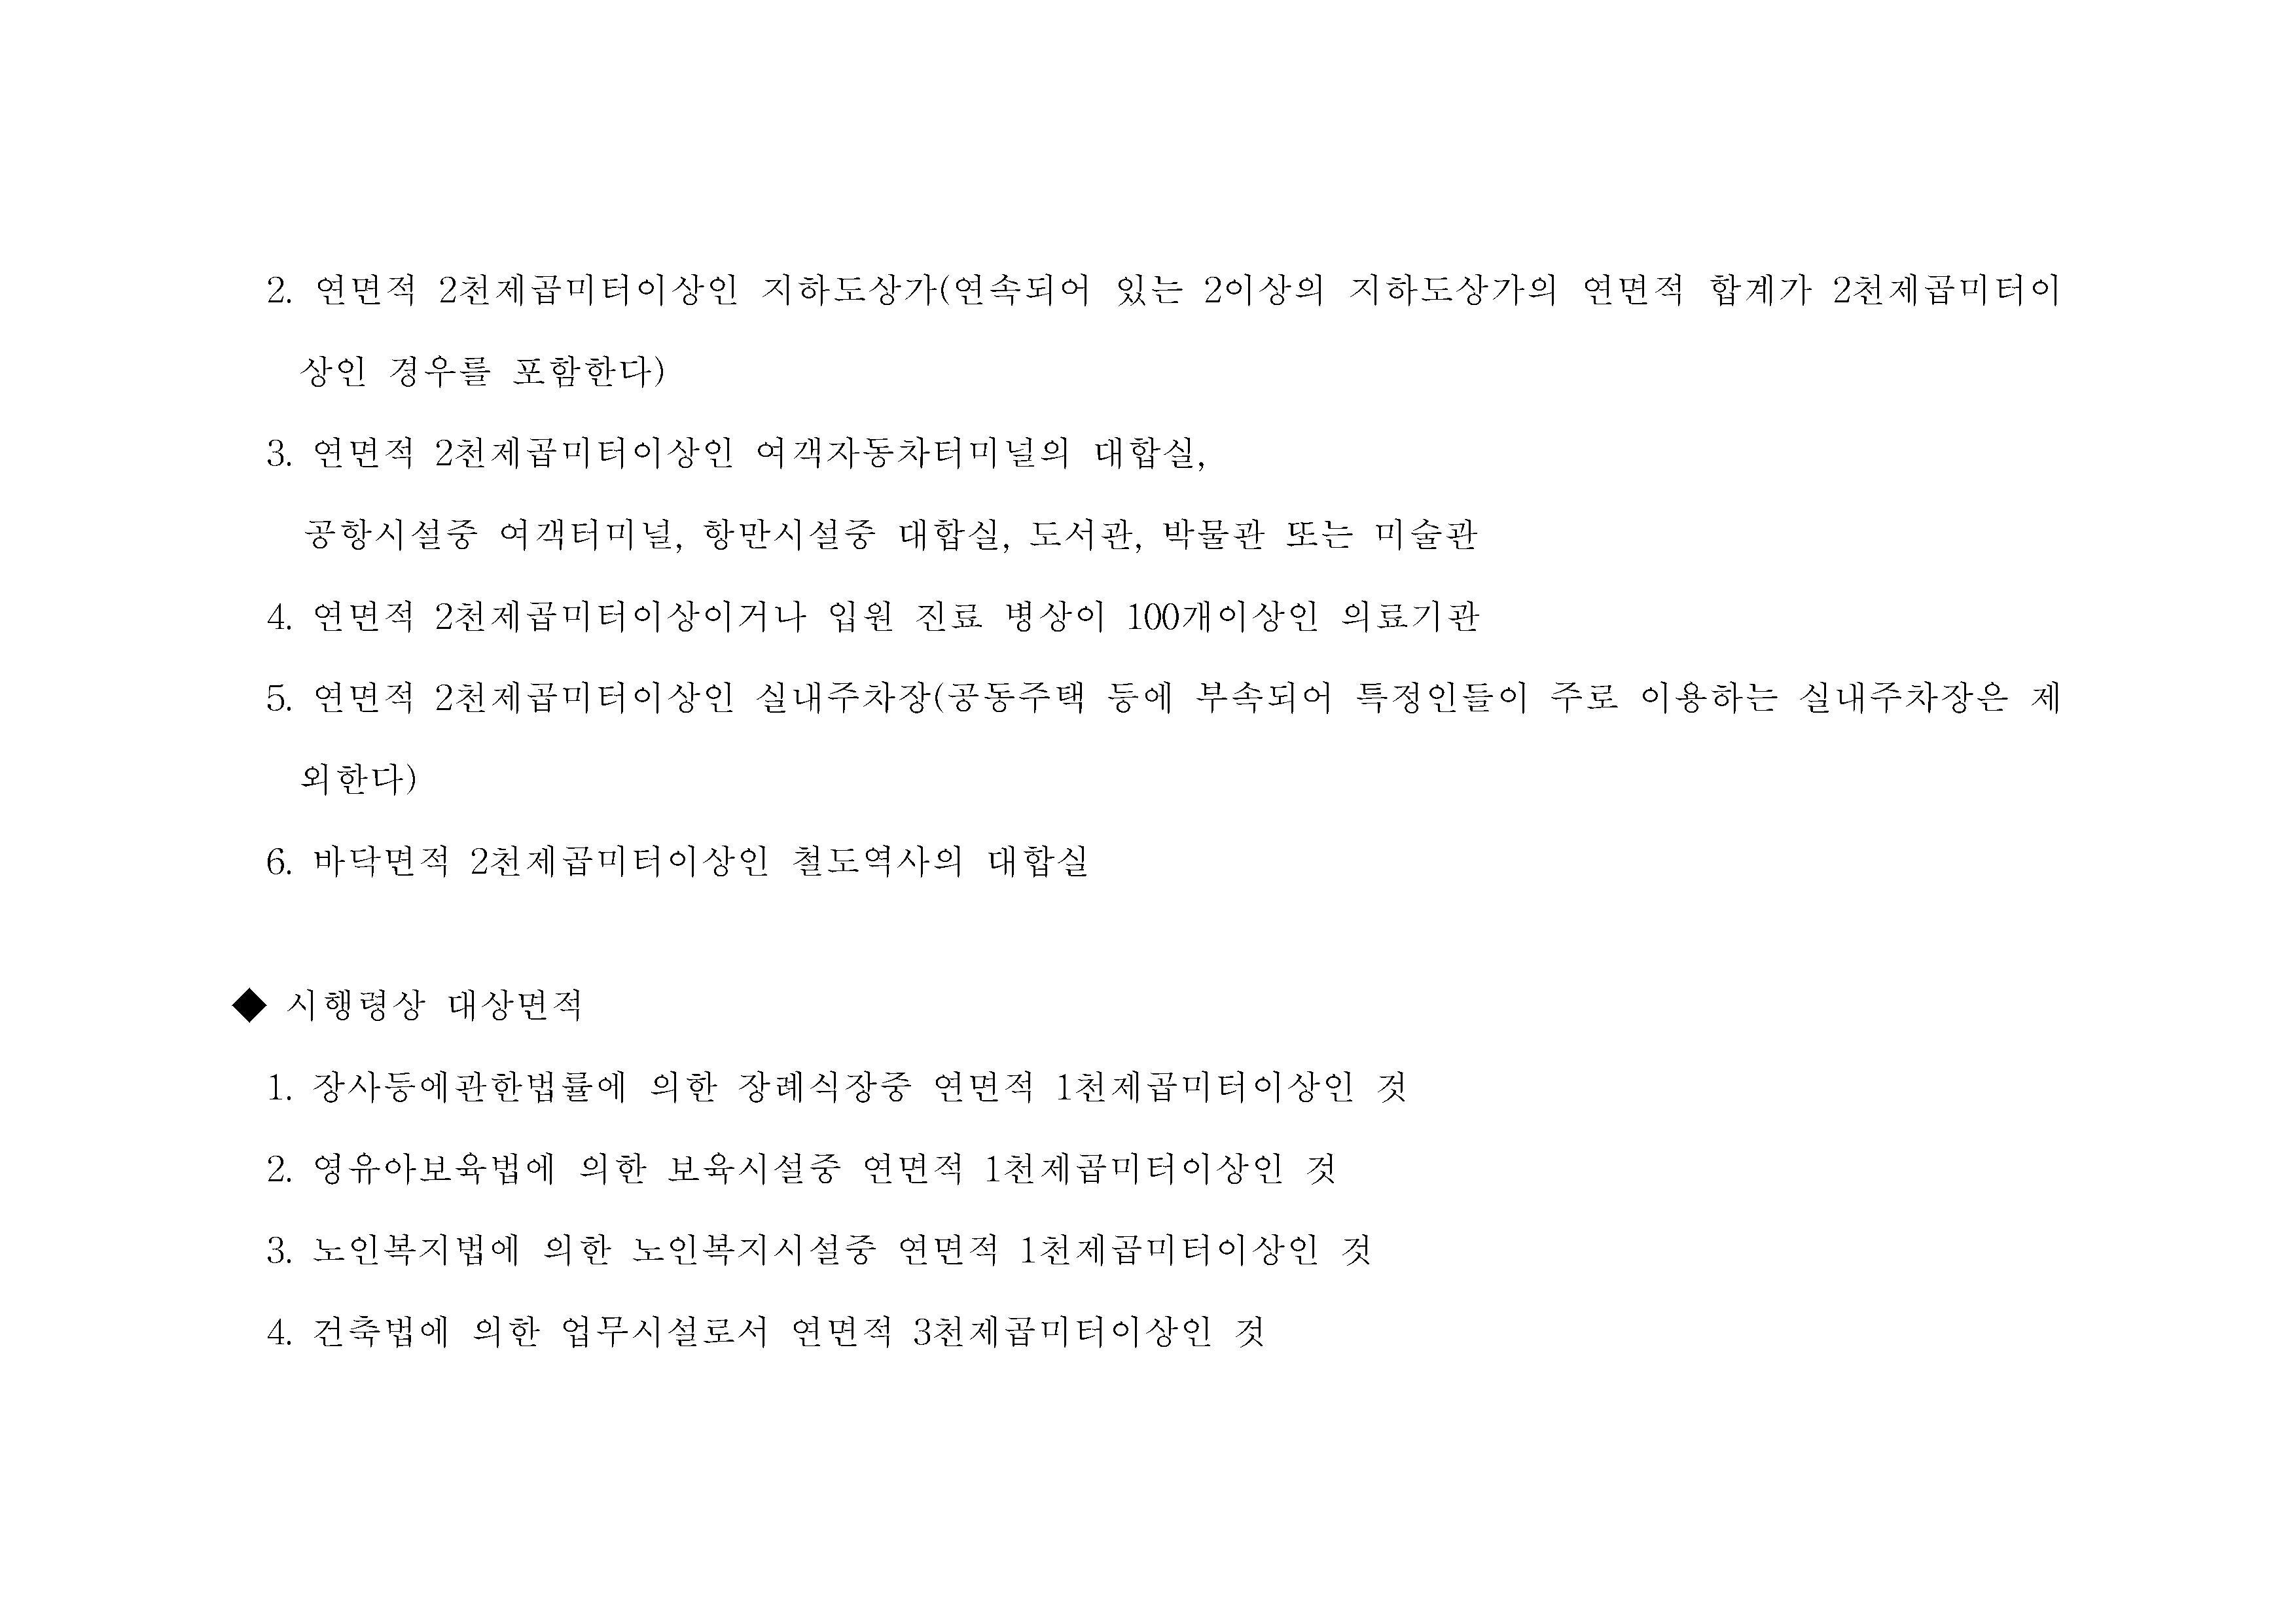 2. 연면적 2천제곱미터이상인 지하도상가(연속되어 있는 2이상의 지하도상가의 연면적 합계가 2천제곱미터이
상인 경우를 포함한다)
3. 연면적 2천제곱미터이상인 여객자동차터미널의 대합실,
공항시설중 여객터미널, 항만시설중 대합실, 도서관, 박물관 또는 미술관
4. 연면적 2천제곱미터이상이거나 입원 진료 병상이 100개이상인 의료기관
5. 연면적 2천제곱미터이상인 실내주차장(공동주택 등에 부속되어 특정인들이 주로 이용하는 실내주차장은 제
외한다)
6. 바닥면적 2천제곱미터이상인 철도역사의 대합실
◆ 시행령상 대상면적
1. 장사등에관한법률에 의한 장례식장중 연면적 1천제곱미터이상인 것
2. 영유아보육법에 의한 보육시설중 연면적 1천제곱미터이상인 것
3. 노인복지법에 의한 노인복지시설중 연면적 1천제곱미터이상인 것
4. 건축법에 의한 업무시설로서 연면적 3천제곱미터이상인 것